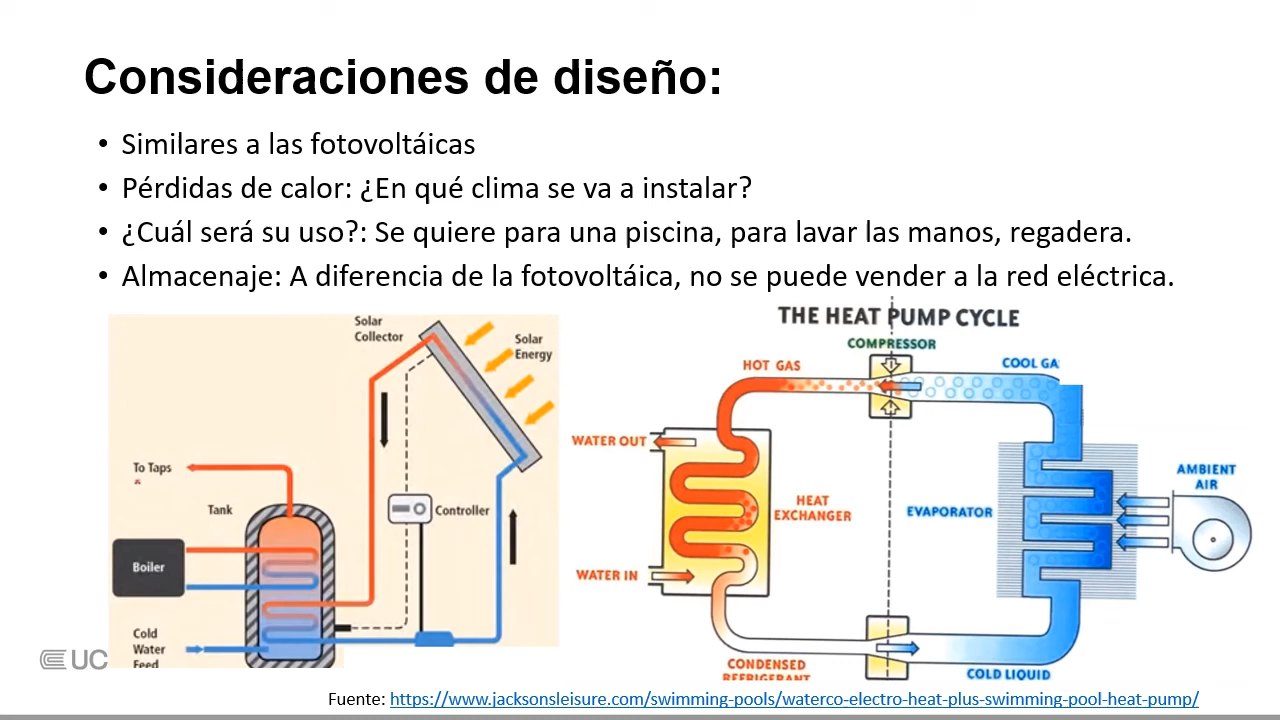 Consideraciones de diseño:
• Similares a las fotovoltáicas
• Pérdidas de calor: ¿En qué clima se va a instalar?
• ¿Cuál será su uso?: Se quiere para una piscina, para lavar las manos, regadera.
• Almacenaje: A diferencia de la fotovoltáica, no se puede vender a la red eléctrica.
Solar
Collector
Solar
Energy
To Taps
Tank
Controller
Boiler
Cold
Water
Feed
THE HEAT PUMP CYCLE
COMPRESSOR
HOT GAS
COOL GA
WATER OUT
AMBIENT
AIR
HEAT
EXCHANGER
EVAPORATOR
WATER IN
CONDENSED
REFRIGERANT
COLD LIQUID
UC
Fuente: https://www.jacksonsleisure.com/swimming-pools/waterco-electro-heat-plus-swimming-pool-heat-pump/